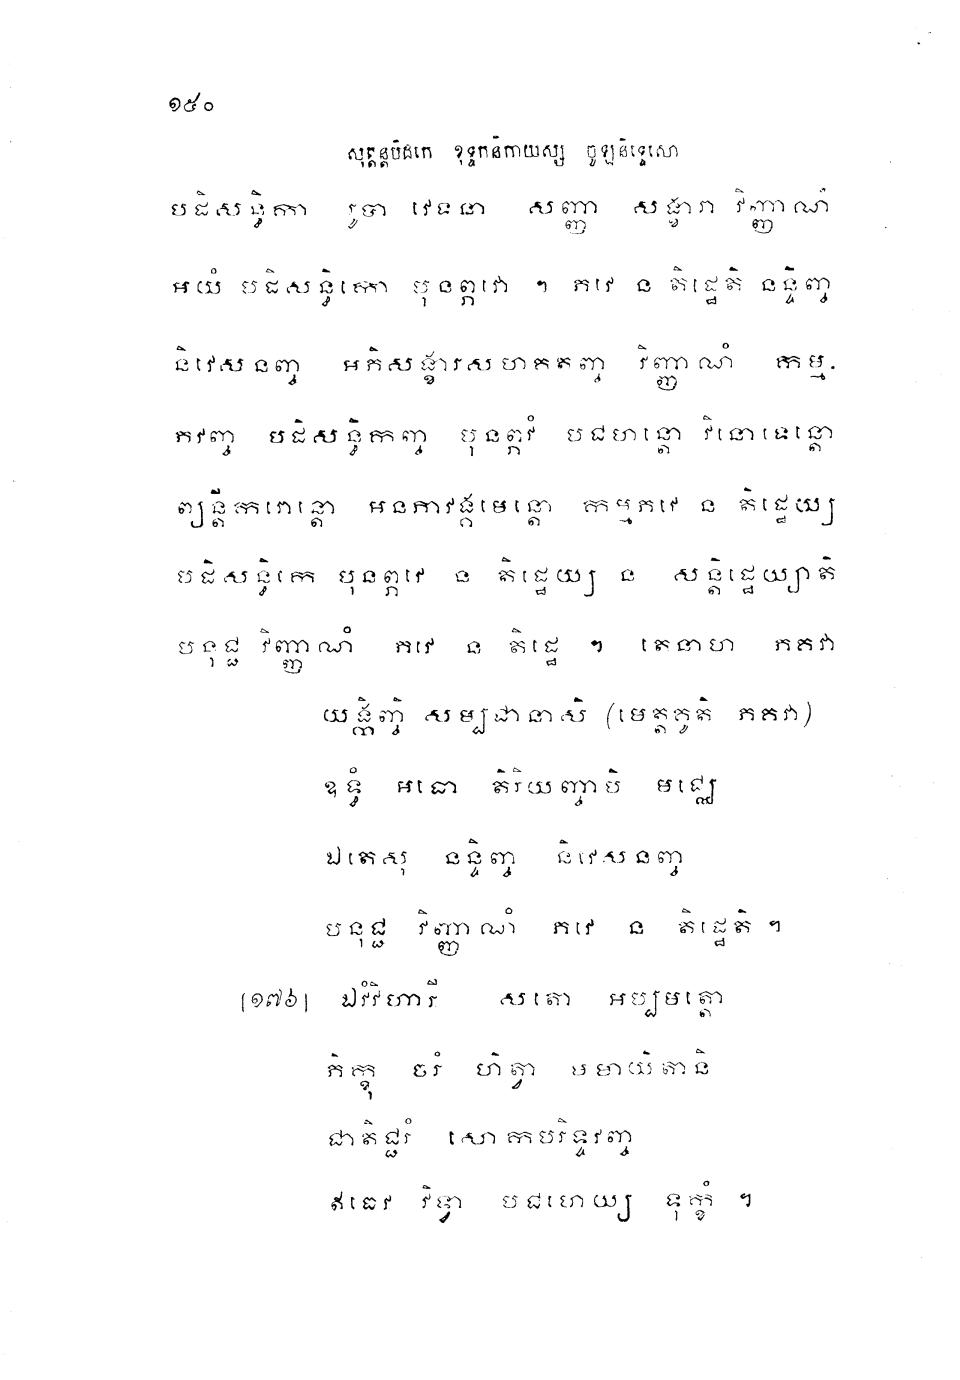 ១៥០
សុត្តន្តបិដកេ ខុទ្ទកនិកាយស្ស ចូឡនិទ្ទេសោ
បដិសន្ធិកា រូបា វេទនា សញ្ញា សង្ខារា វិញ្ញាណំ
អយំ បដិសន្ធិកោ បុនព្ភវោ ។ ភវេ ន តិដ្ឋេតិ នន្ទិញ្ច
និវេសនញ្ច អភិសង្ខារសហគតញ្ច វិញ្ញាណំ កម្ម-
ភវញ្ច បដិសន្ធិកញ្ច បុនព្ភវំ បជហន្តោ វិនោទេន្តោ
ព្យន្តីករោន្តោ អនភាវង្គមេន្តោ កម្មភវេ ន តិដ្ឋេយ្យ
បដិសន្ធិកេ បុនព្ភវេ ន តិដ្ឋេយ្យ ន សន្តិដ្ឋេយ្យាតិ
បនុជ្ជ វិញ្ញាណំ ភវេ ន តិដ្ឋេ ។ តេនាហ ភគវា
យង្កិញ្ចិ សម្បជានាសិ (មេត្តគូតិ ភគវា)
ឧទ្ធំ អធោ តិរិយញ្ចាបិ មជ្ឈេ
ឯតេសុ នន្ទិញ្ច និវេសនញ្ច
បនុជ្ជ វិញ្ញាណំ ភវេ ន តិដ្ឋេតិ ។
[១៧៦] ឯវំវិហារី សតោ អប្បមត្តោ
ភិក្ខុ ចរំ ហិត្វា មមាយិតានិ
ជាតិជ្ជរំ សោកបរិទ្ទវញ្ច
ឥធេវ វិទ្វា បជហេយ្យ ទុក្ខំ ។